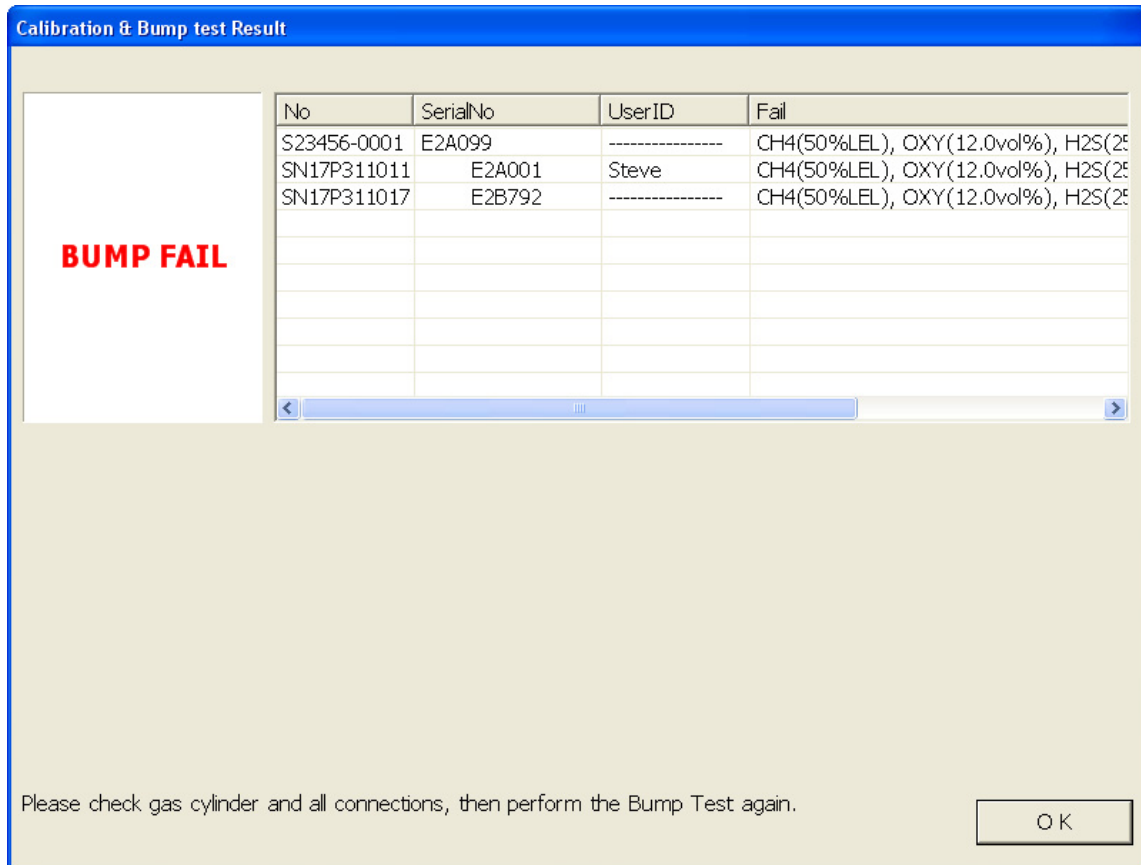 Calibration & Bump test Result
No SerialNo UserID Fail
S23456-0001 E2A099 ---------------- CH4(50%LEL), OXY(12.0vol%), H2S(25
SN17P311011 E2A001 Steve CH4(50%LEL), OXY(12.0vol%), H2S(25
SN17P311017 E2B792 ---------------- CH4(50%LEL), OXY(12.0vol%), H2S(25
BUMP FAIL
Please check gas cylinder and all connections, then perform the Bump Test again.
OK